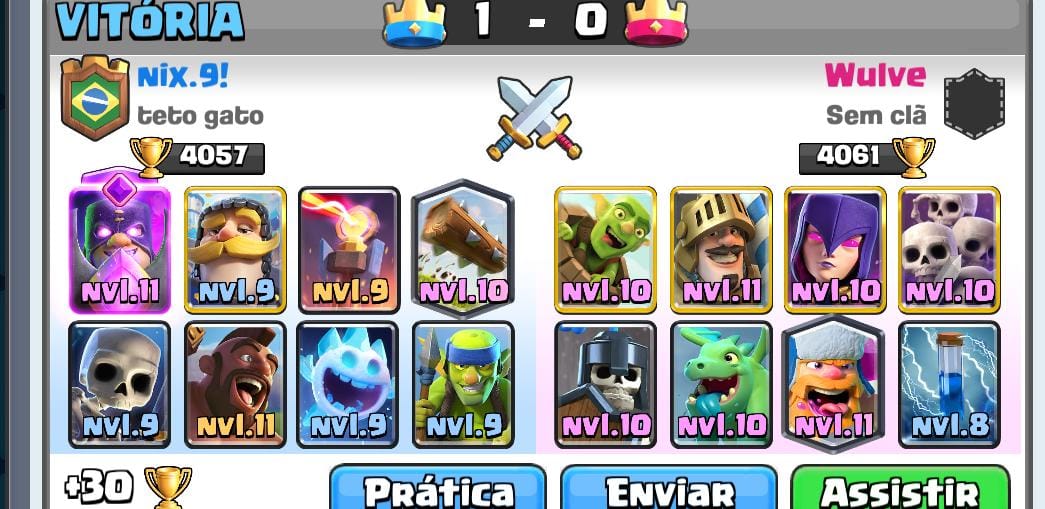 VITÓRIA
1 - 0
nix.9!
Wulve
teto gato
Sem clã
4057
4061
nvl.11
nvl.9
nvl.9
nvl.10
nvl.10
nvl.11
nvl.10
nvl.10
nvl.9
nvl.11
nvl.9
nvl.9
nvl.10
nvl.10
nvl.11
nvl.8
+30
Prática
Enviar
Assistir